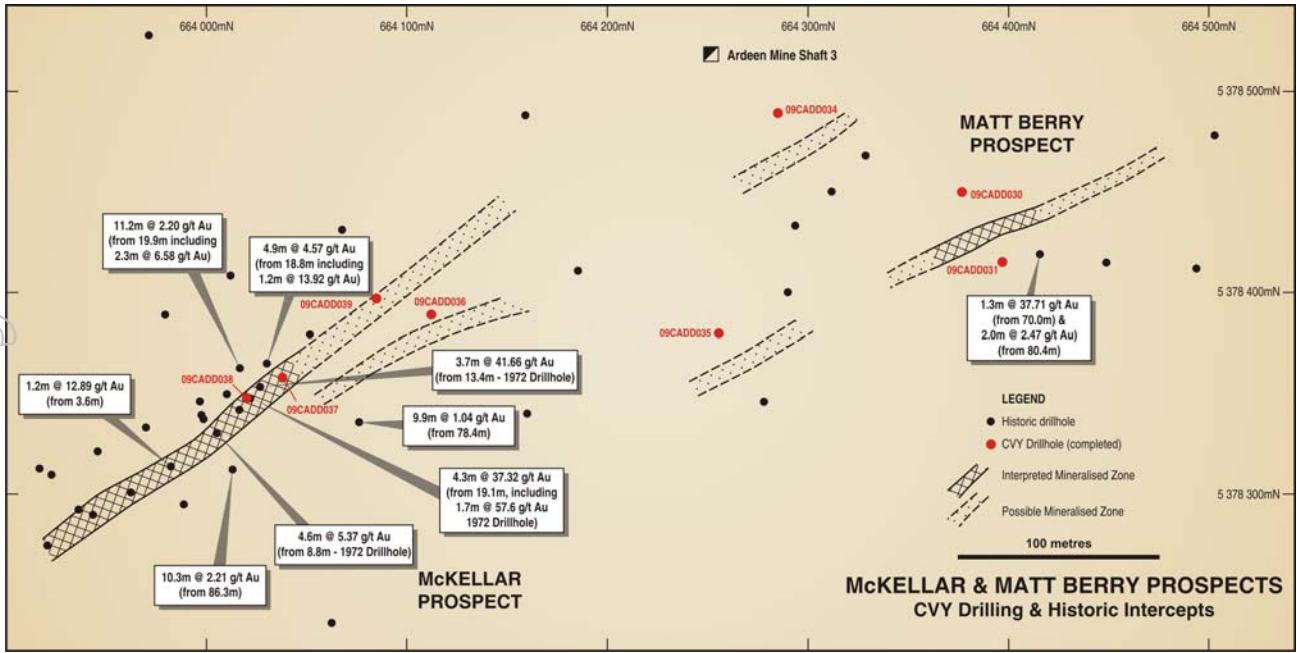 664 000mN
664 100mN
664 200mN
664 300mN
664 400mN
664 500mN
Ardeen Mine Shaft 3
5 378 500mN
5 378 400mN
5 378 300mN
09CADD034
MATT BERRY
PROSPECT
09CADD030
09CADD031
1.3m @ 37.71 g/t Au
(from 70.0m) &
2.0m @ 2.47 g/t Au)
(from 80.4m)
09CADD035
11.2m @ 2.20 g/t Au
(from 19.9m including
2.3m @ 6.58 g/t Au)
4.9m @ 4.57 g/t Au
(from 18.8m including
1.2m @ 13.92 g/t Au)
09CADD039
09CADD036
09CADD038
09CADD037
3.7m @ 41.66 g/t Au
(from 13.4m - 1972 Drillhole)
1.2m @ 12.89 g/t Au
(from 3.6m)
9.9m @ 1.04 g/t Au
(from 78.4m)
4.3m @ 37.32 g/t Au
(from 19.1m, including
1.7m @ 57.6 g/t Au
1972 Drillhole)
4.6m @ 5.37 g/t Au
(from 8.8m - 1972 Drillhole)
10.3m @ 2.21 g/t Au
(from 86.3m)
McKELLAR
PROSPECT
LEGEND
Historic drillhole
CVY Drillhole (completed)
Interpreted Mineralised Zone
Possible Mineralised Zone
100 metres
McKELLAR & MATT BERRY PROSPECTS
CVY Drilling & Historic Intercepts